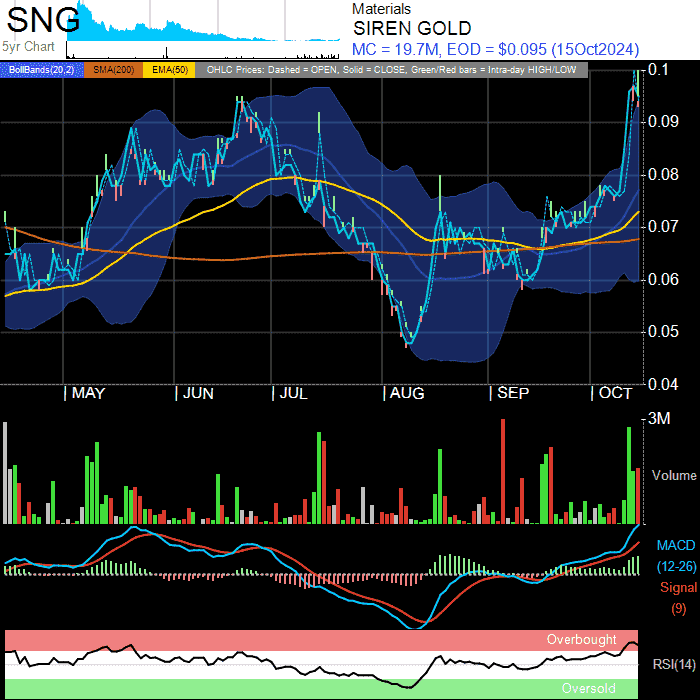 SNG
5yr Chart
Materials
SIREN GOLD
MC = 19.7M, EOD = $0.095 (15Oct2024)
BollBands(20,2) SMA(200) EMA(50) OHLC Prices: Dashed = OPEN, Solid = CLOSE, Green/Red bars = Intra-day HIGH/LOW
0.1
0.09
0.08
0.07
0.06
0.05
0.04
MAY JUN JUL AUG SEP OCT
3M
Volume
MACD
(12-26)
Signal
(9)
Overbought
RSI(14)
Oversold